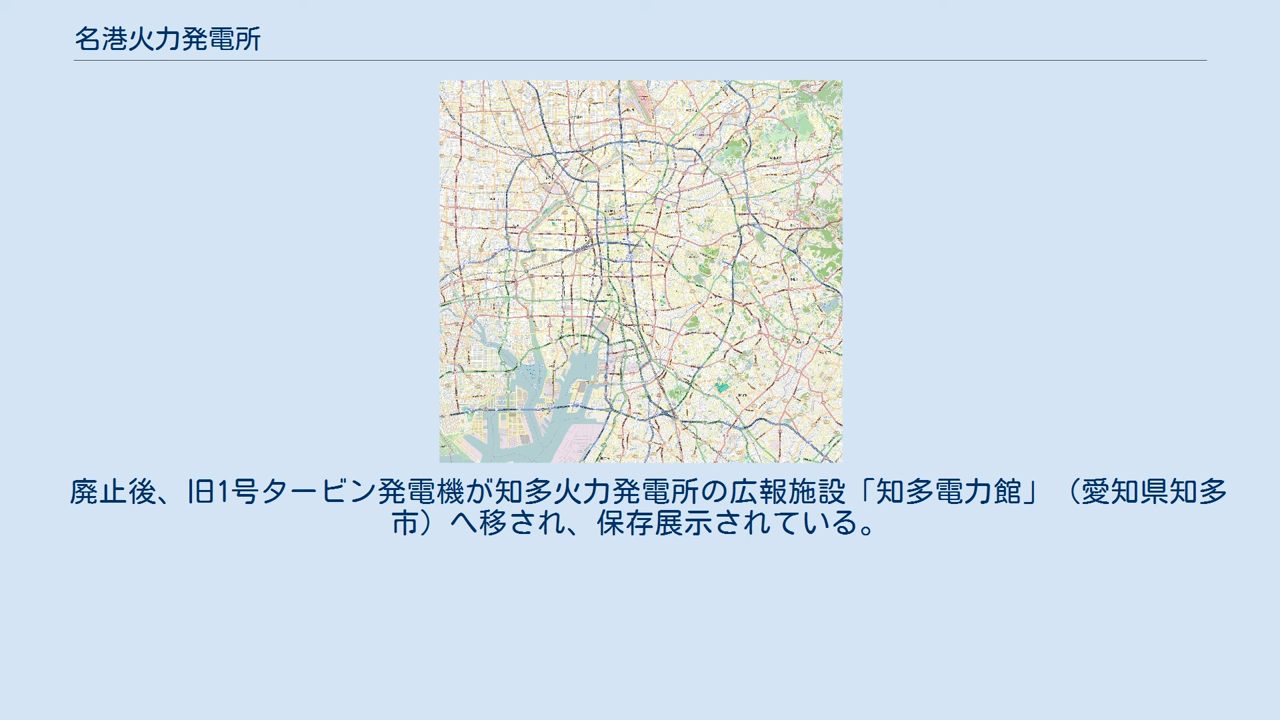 名港火力発電所
廃止後、旧1号タービン発電機が知多火力発電所の広報施設「知多電力館」（愛知県知多
市）へ移され、保存展示されている。